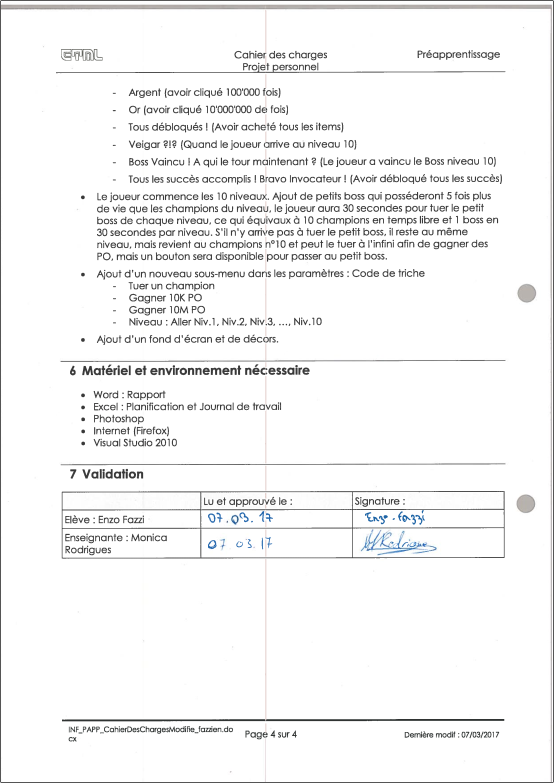 ETML Cahier des charges Préapprentissage
Projet personnel
- Argent (avoir cliqué 100'000 fois)
- Or (avoir cliqué 10'000'000 de fois)
- Tous débloqués ! (Avoir acheté tous les items)
- Veigar ?!? (Quand le joueur arrive au niveau 10)
- Boss Vaincu ! A qui le tour maintenant ? (Le joueur a vaincu le Boss niveau 10)
- Tous les succès accomplis ! Bravo Invocateur ! (Avoir débloqué tous les succès)
• Le joueur commence les 10 niveaux. Ajout de petits boss qui posséderont 5 fois plus
de vie que les champions du niveau, le joueur aura 30 secondes pour tuer le petit
boss de chaque niveau, ce qui équivaux à 10 champions en temps libre et 1 boss en
30 secondes par niveau. S'il n'y arrive pas à tuer le petit boss, il reste au même
niveau, mais revient au champions n°10 et peut le tuer à l'infini afin de gagner des
PO, mais un bouton sera disponible pour passer au petit boss.
• Ajout d'un nouveau sous-menu dans les paramètres : Code de triche
- Tuer un champion
- Gagner 10K PO
- Gagner 10M PO
- Niveau : Aller Niv.1, Niv.2, Niv.3, …, Niv.10
• Ajout d'un fond d'écran et de décors.
6 Matériel et environnement nécessaire
• Word : Rapport
• Excel : Planification et Journal de travail
• Photoshop
• Internet (Firefox)
• Visual Studio 2010
7 Validation
Lu et approuvé le : Signature :
Elève : Enzo Fazzi 07.03.17 Enzo Fazzi
Enseignante : Monica
Rodrigues 07 03.17 Rodrigues
INF_PAPP_CahierDesChargesModifie_fazzien.do
cx Page 4 sur 4 Dernière modif : 07/03/2017